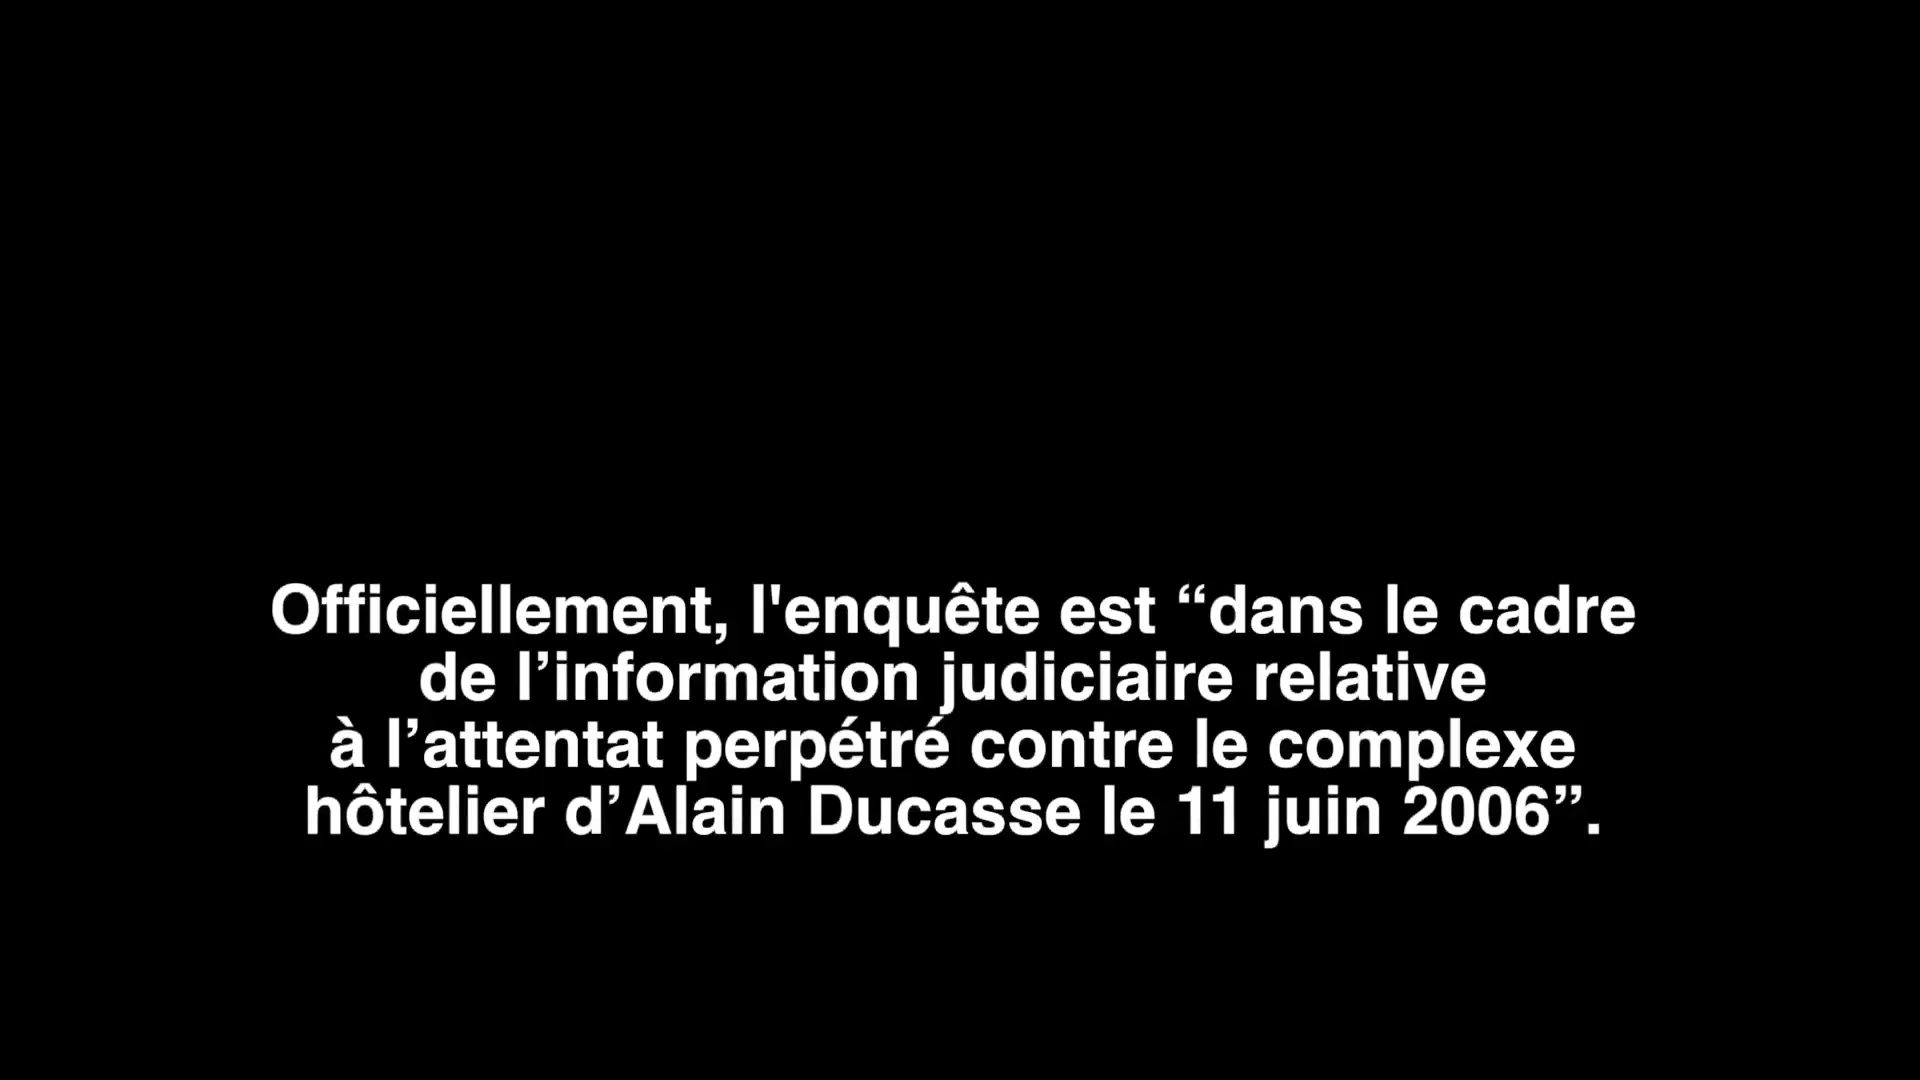 Officiellement, l'enquête est “dans le cadre
de l’information judiciaire relative
à l’attentat perpétré contre le complexe
hôtelier d’Alain Ducasse le 11 juin 2006”.